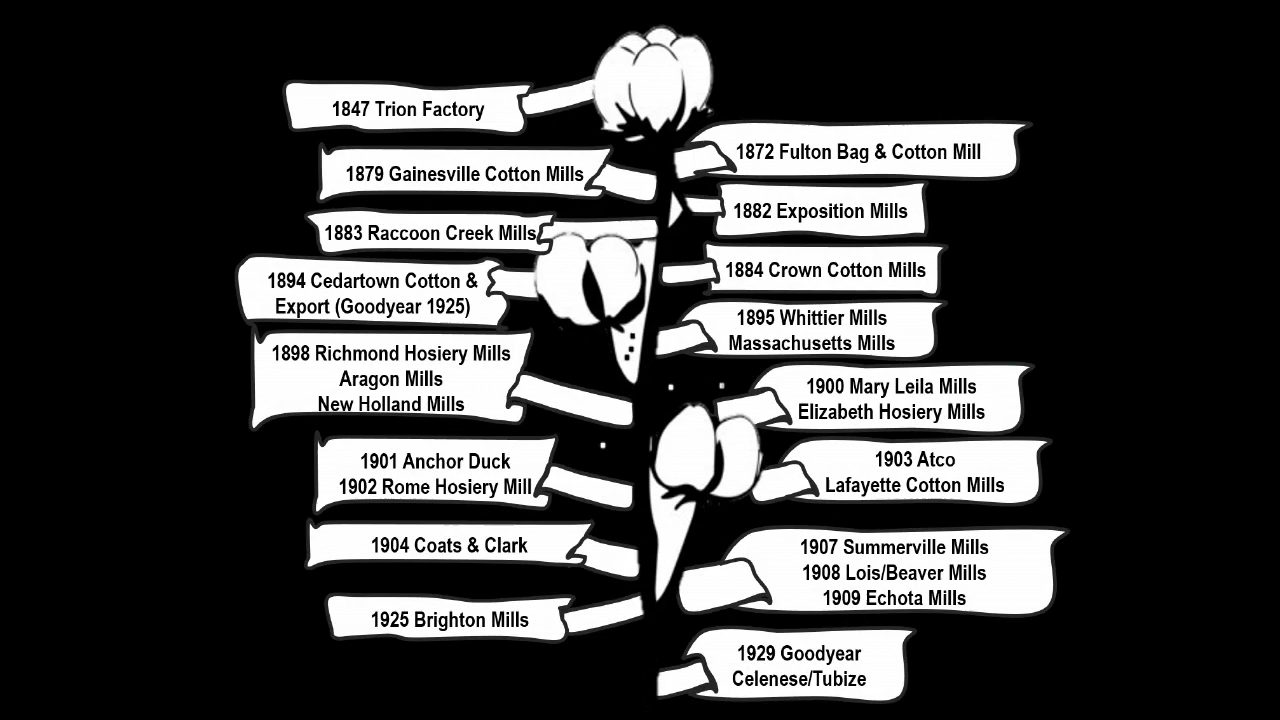 1847 Trion Factory
1872 Fulton Bag & Cotton Mill
1879 Gainesville Cotton Mills
1882 Exposition Mills
1883 Raccoon Creek Mills
1884 Crown Cotton Mills
1894 Cedartown Cotton &
Export (Goodyear 1925)
1895 Whittier Mills
Massachusetts Mills
1898 Richmond Hosiery Mills
Aragon Mills
New Holland Mills
1900 Mary Leila Mills
Elizabeth Hosiery Mills
1901 Anchor Duck
1902 Rome Hosiery Mill
1903 Atco
Lafayette Cotton Mills
1904 Coats & Clark
1907 Summerville Mills
1908 Lois/Beaver Mills
1909 Echota Mills
1925 Brighton Mills
1929 Goodyear
Celenese/Tubize